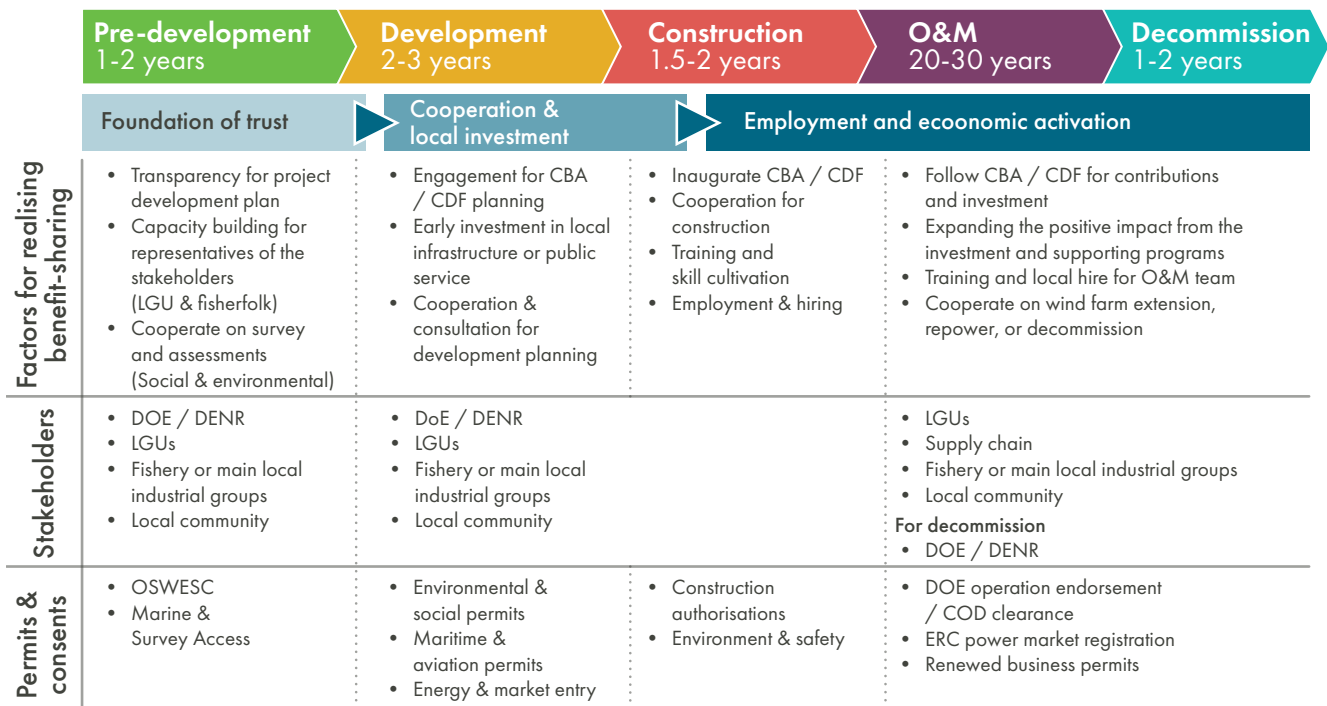 Pre-development
1-2 years
Development
2-3 years
Construction
1.5-2 years
O&M
20-30 years
Decommission
1-2 years
Foundation of trust
Cooperation &
local investment
Employment and ecoonomic activation
Factors for realising
benefit-sharing
• Transparency for project
development plan
• Capacity building for
representatives of the
stakeholders
(LGU & fisherfolk)
• Cooperate on survey
and assessments
(Social & environmental)
• Engagement for CBA
/ CDF planning
• Early investment in local
infrastructure or public
service
• Cooperation &
consultation for
development planning
• Inaugurate CBA / CDF
• Cooperation for
construction
• Training and
skill cultivation
• Employment & hiring
• Follow CBA / CDF for contributions
and investment
• Expanding the positive impact from the
investment and supporting programs
• Training and local hire for O&M team
• Cooperate on wind farm extension,
repower, or decommission
Stakeholders
• DOE / DENR
• LGUs
• Fishery or main local
industrial groups
• Local community
• DoE / DENR
• LGUs
• Fishery or main local
industrial groups
• Local community
• LGUs
• Supply chain
• Fishery or main local industrial groups
• Local community
For decommission
• DOE / DENR
Permits &
consents
• OSWESC
• Marine &
Survey Access
• Environmental &
social permits
• Maritime &
aviation permits
• Energy & market entry
• Construction
authorisations
• Environment & safety
• DOE operation endorsement
/ COD clearance
• ERC power market registration
• Renewed business permits